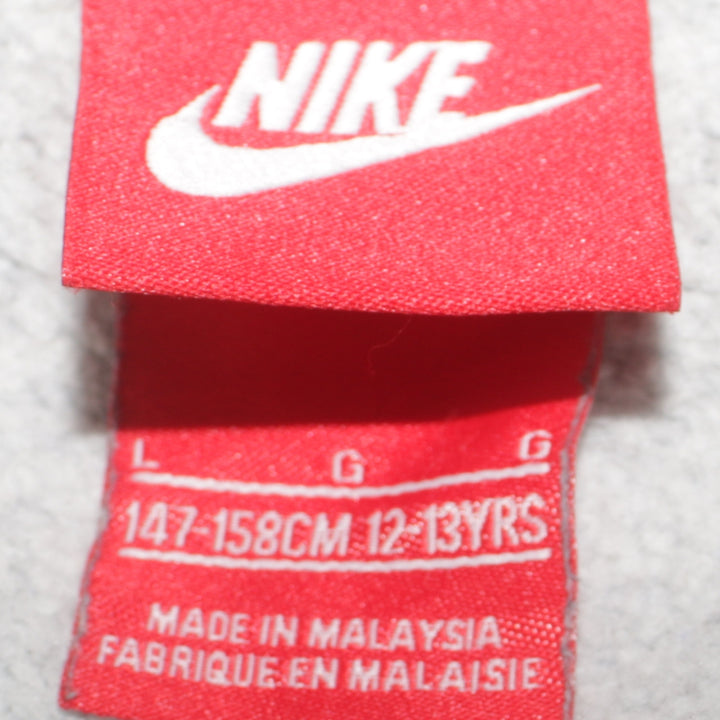 NIKE
L G G
147-158CM 12-13YRS
MADE IN MALAYSIA
FABRIQUE EN MALAISIE